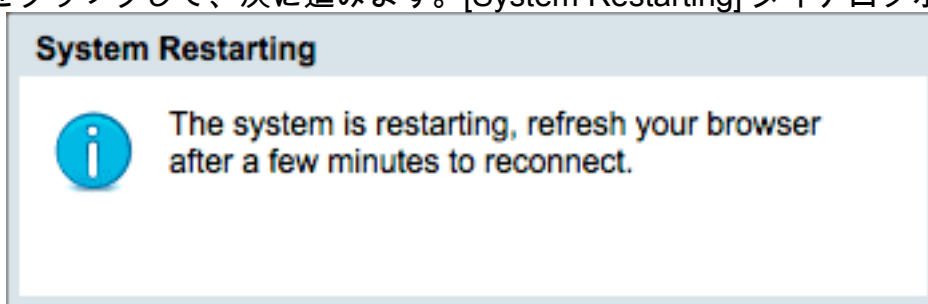 をクリックして、次に進みます。[System Restarting] ダイアログボ
System Restarting
The system is restarting, refresh your browser
after a few minutes to reconnect.